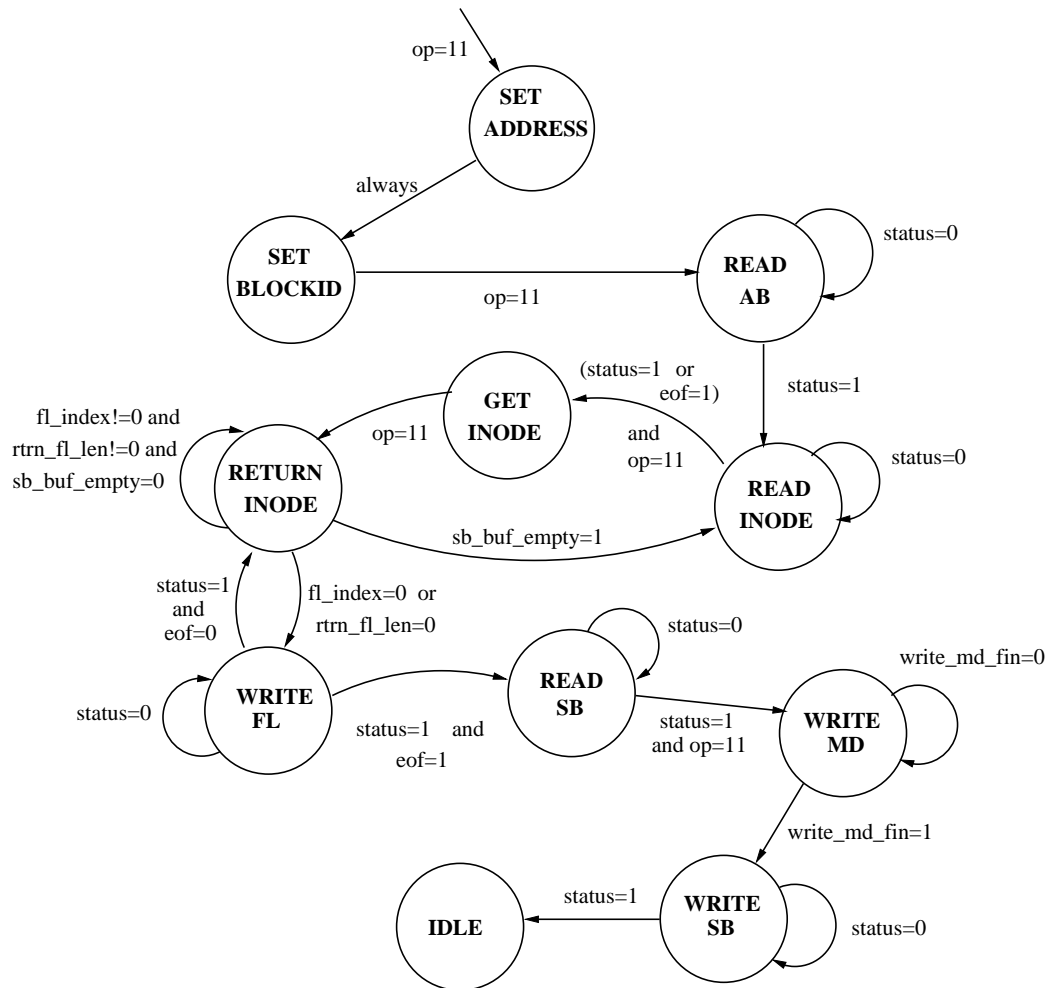 op=11
SET
ADDRESS
always
SET
BLOCKID
op=11
READ
AB
status=0
status=1
(status=1 or
eof=1)
and
op=11
GET
INODE
op=11
fl_index!=0 and
rtrn_fl_len!=0 and
sb_buf_empty=0
RETURN
INODE
READ
INODE
status=0
sb_buf_empty=1
status=1
and
eof=0
fl_index=0 or
rtrn_fl_len=0
status=0
WRITE
FL
status=1 and
eof=1
READ
SB
status=0
status=1
and op=11
write_md_fin=0
WRITE
MD
write_md_fin=1
IDLE
status=1
WRITE
SB
status=0